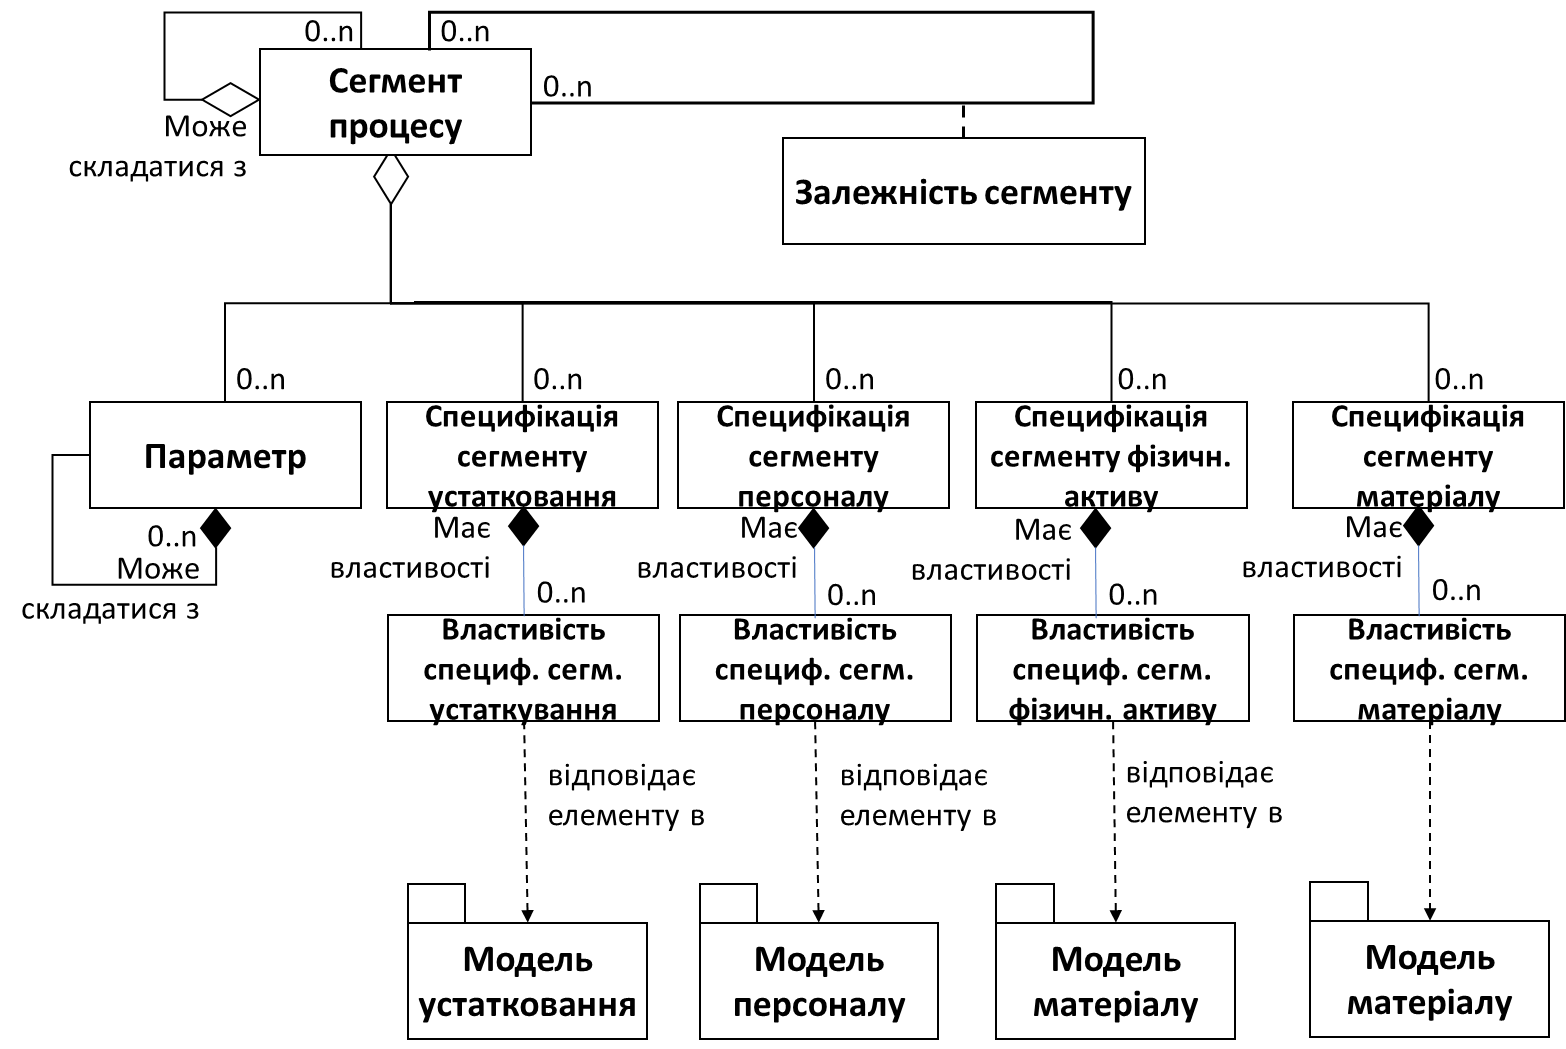 0..n
0..n
Сегмент
процесу
0..n
Може
складатися з
Залежність сегменту
0..n
0..n
0..n
0..n
0..n
Параметр
Специфікація
сегменту
устатковання
Специфікація
сегменту
персоналу
Специфікація
сегменту фізичн.
активу
Специфікація
сегменту
матеріалу
0..n
Може
складатися з
Має
властивості
0..n
Має
властивості
0..n
Має
властивості
0..n
Має
властивості
0..n
Властивість
специф. сегм.
устаткування
Властивість
специф. сегм.
персоналу
Властивість
специф. сегм.
фізичн. активу
Властивість
специф. сегм.
матеріалу
відповідає
елементу в
відповідає
елементу в
відповідає
елементу в
Модель
устатковання
Модель
персоналу
Модель
матеріалу
Модель
матеріалу